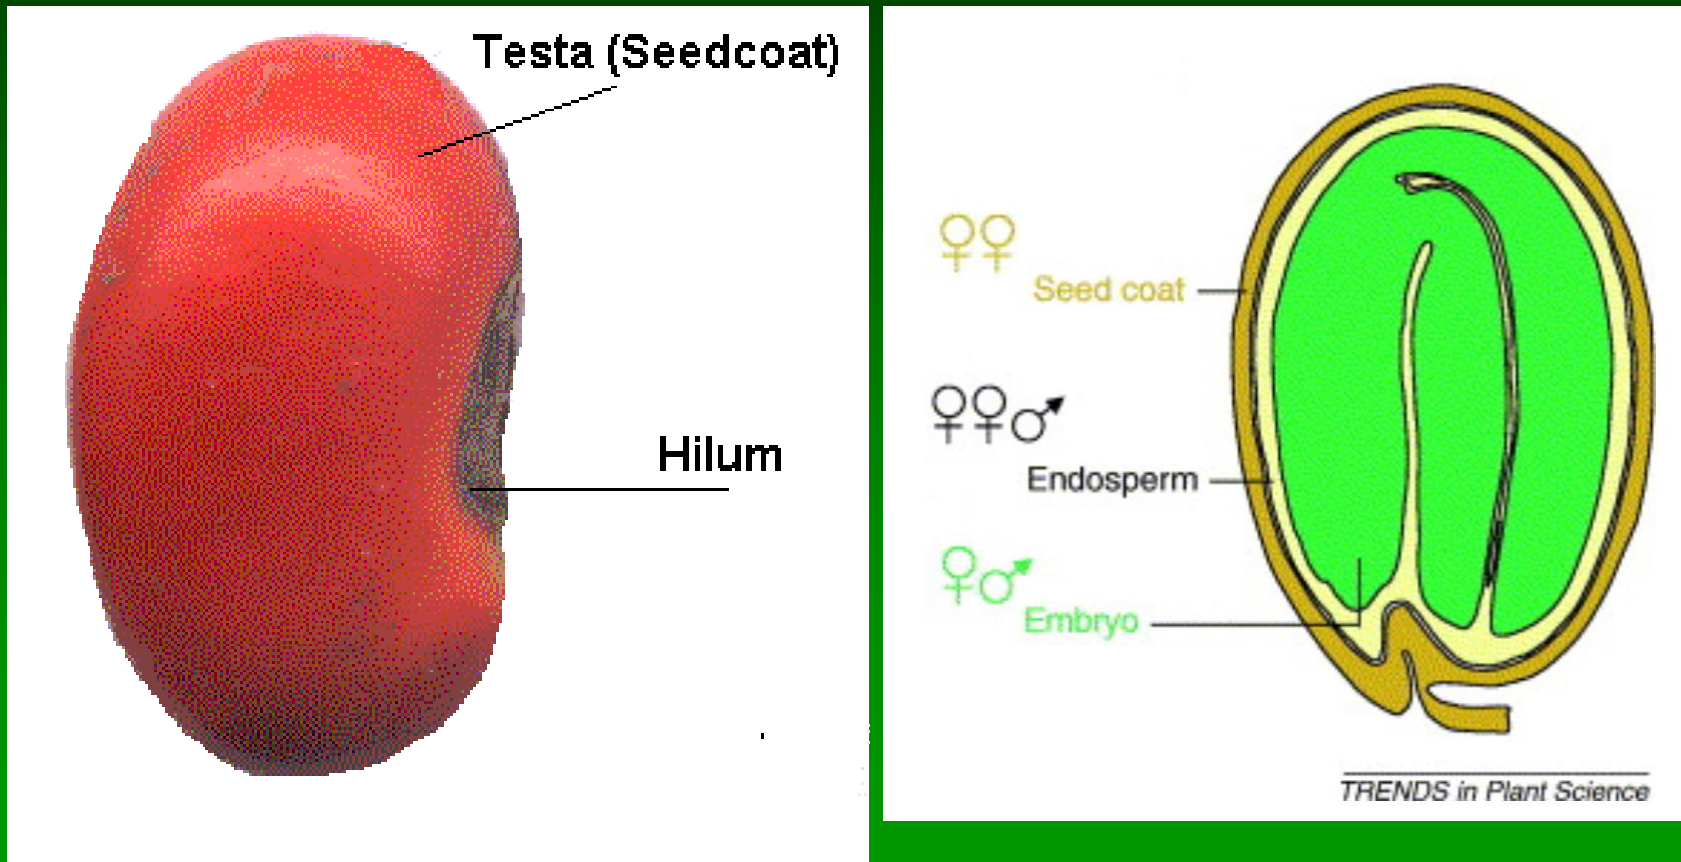 Testa (Seedcoat)
Hilum
♀♀
Seed coat
♀♀♂
Endosperm
♀♂
Embryo
TRENDS in Plant Science